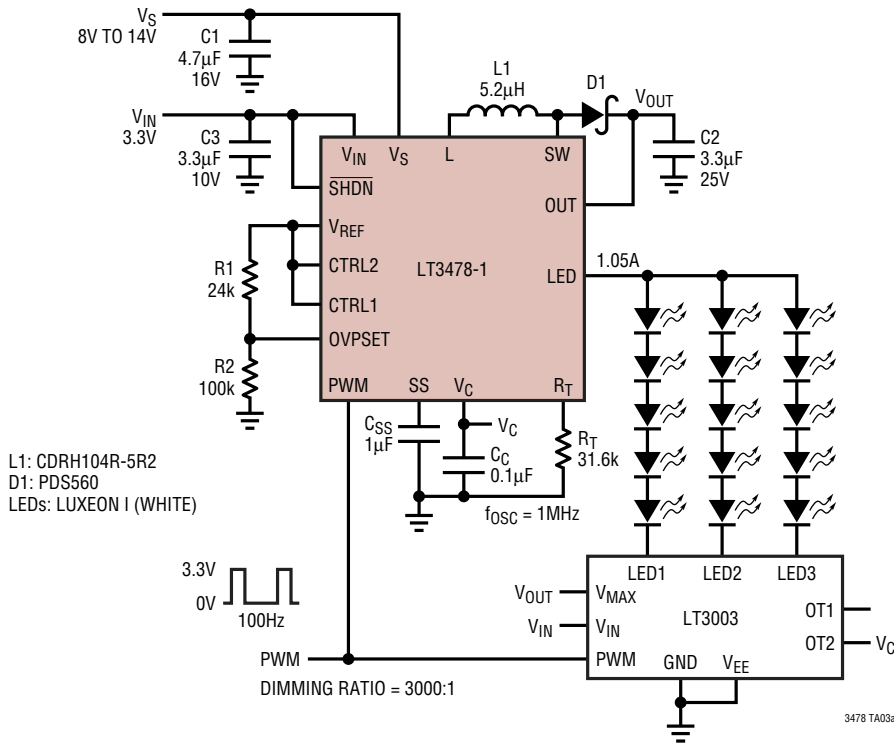 VS
8V TO 14V
C1
4.7µF
16V
VIN
3.3V
C3
3.3µF
10V
L1
5.2µH
D1
VOUT
C2
3.3µF
25V
VIN
VS
L
SW
SHDN
OUT
VREF
CTRL2
LT3478-1
LED
1.05A
CTRL1
OVPSET
R1
24k
R2
100k
PWM
SS
VC
RT
CSS
1µF
VC
CC
0.1µF
RT
31.6k
fOSC = 1MHz
L1: CDRH104R-5R2
D1: PDS560
LEDs: LUXEON I (WHITE)
3.3V
0V
100Hz
LED1
LED2
LED3
VOUT
VMAX
VIN
VIN
LT3003
OT1
OT2
VC
PWM
PWM
GND
VEE
DIMMING RATIO = 3000:1
3478 TA03a